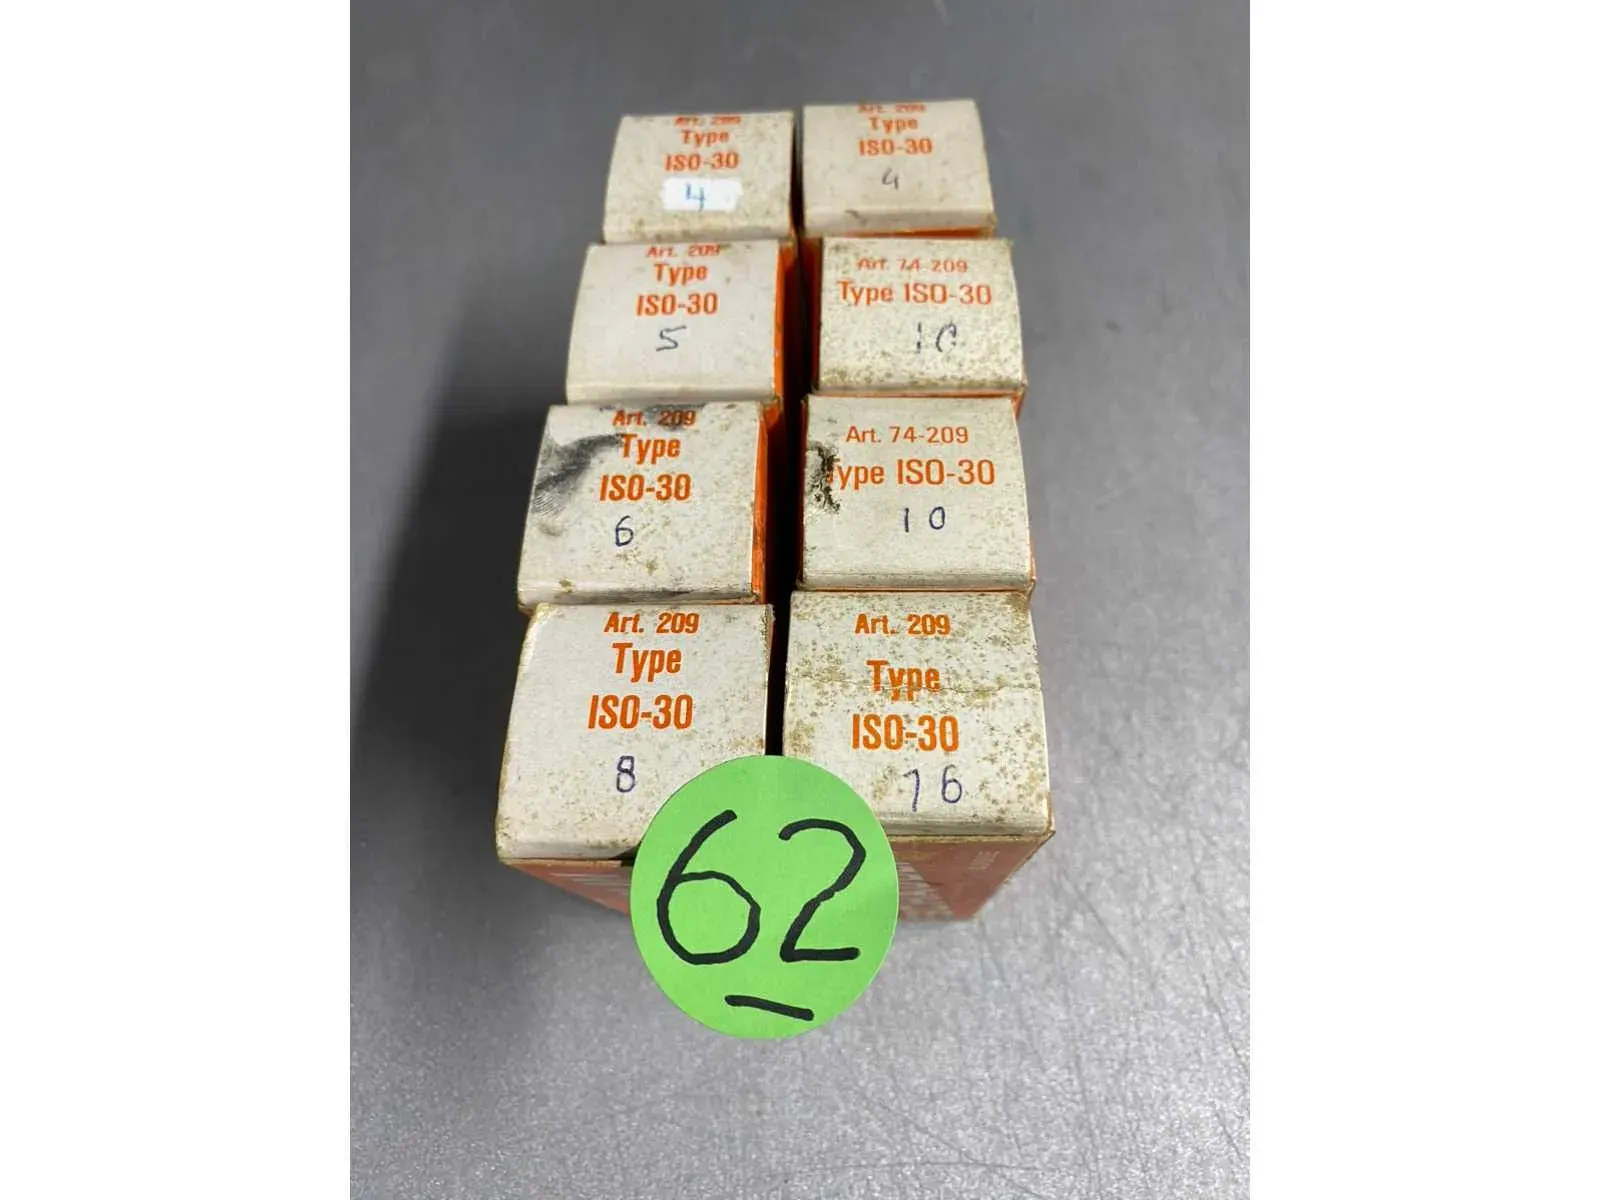 Art. 209
Type
ISO-30
4
Art. 209
Type
ISO-30
4
Art. 209
Type
ISO-30
5
Art. 74-209
Type ISO-30
10
Art. 209
Type
ISO-30
6
Art. 74-209
Type ISO-30
10
Art. 209
Type
ISO-30
8
Art. 209
Type
ISO-30
16
62